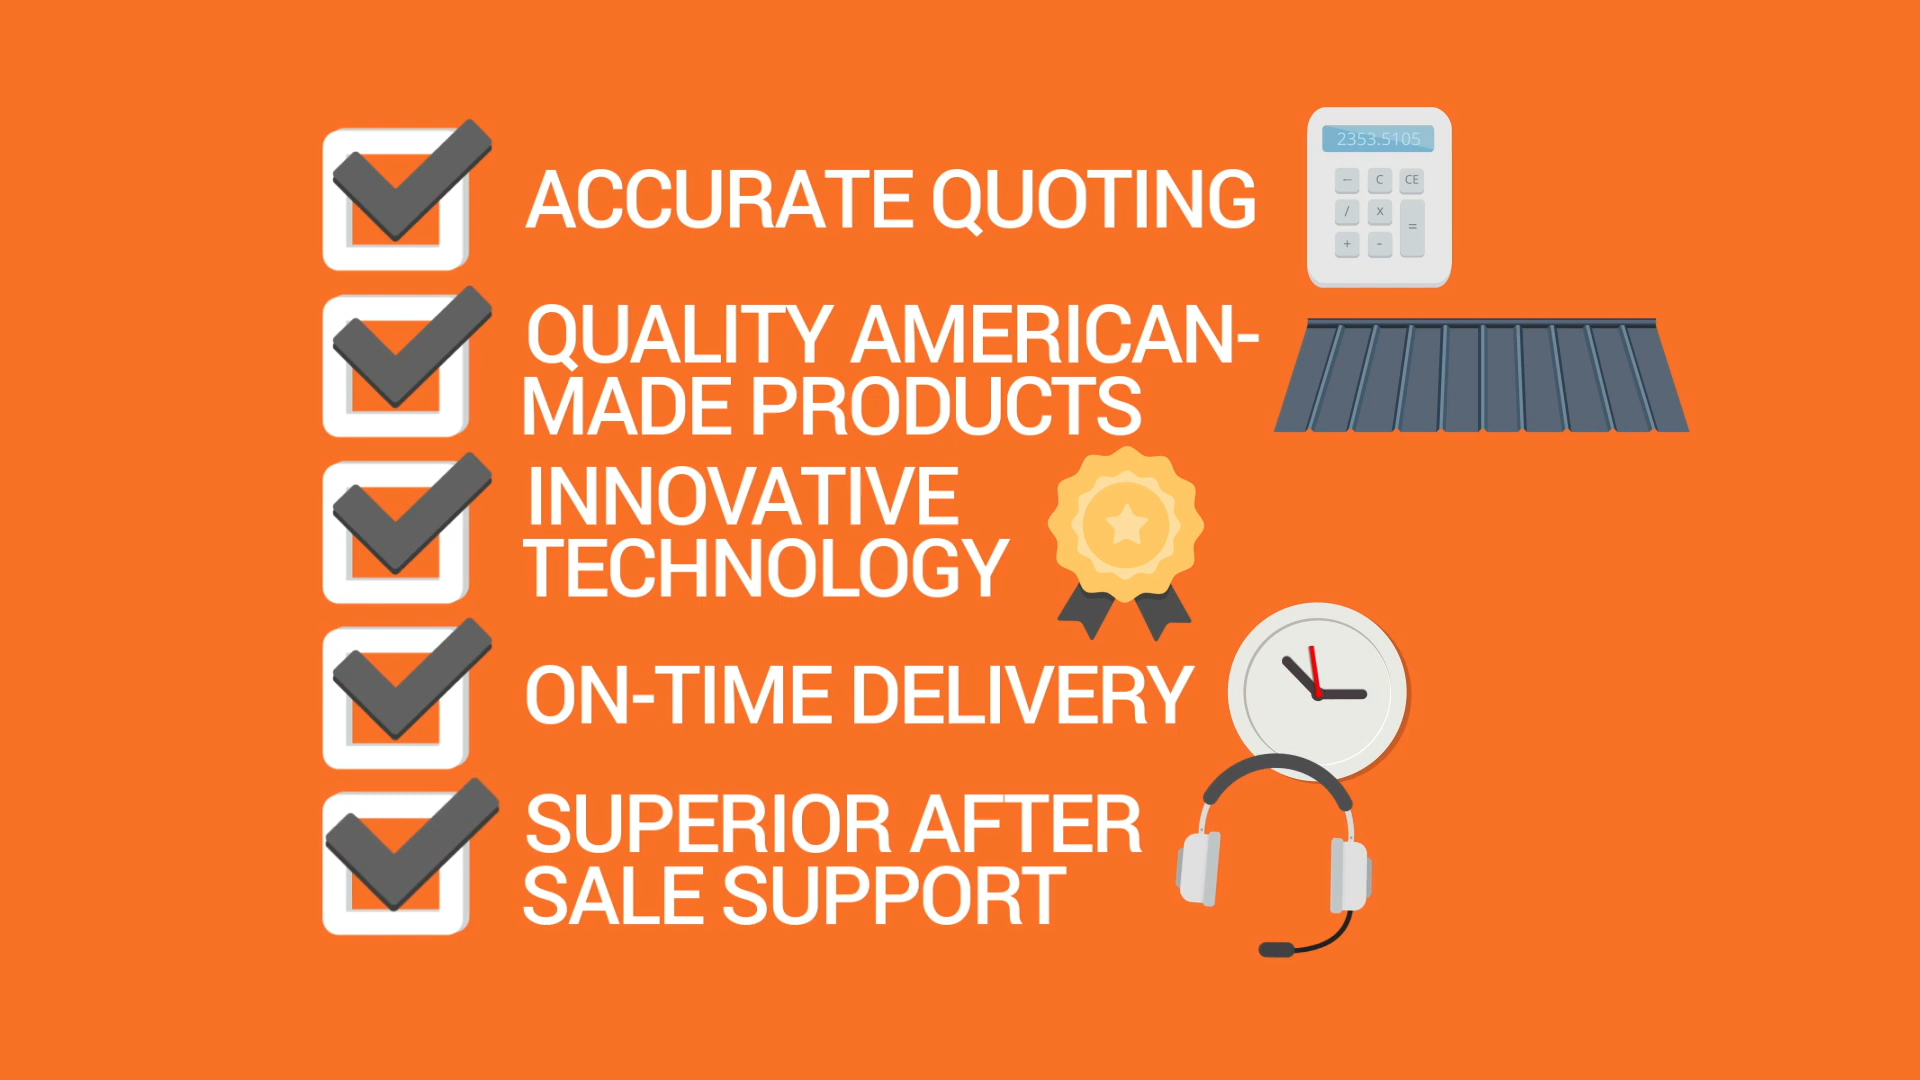 ACCURATE QUOTING
2353.5105
← C CE
/ X
=
+ -
QUALITY AMERICAN-
MADE PRODUCTS
INNOVATIVE
TECHNOLOGY
ON-TIME DELIVERY
SUPERIOR AFTER
SALE SUPPORT